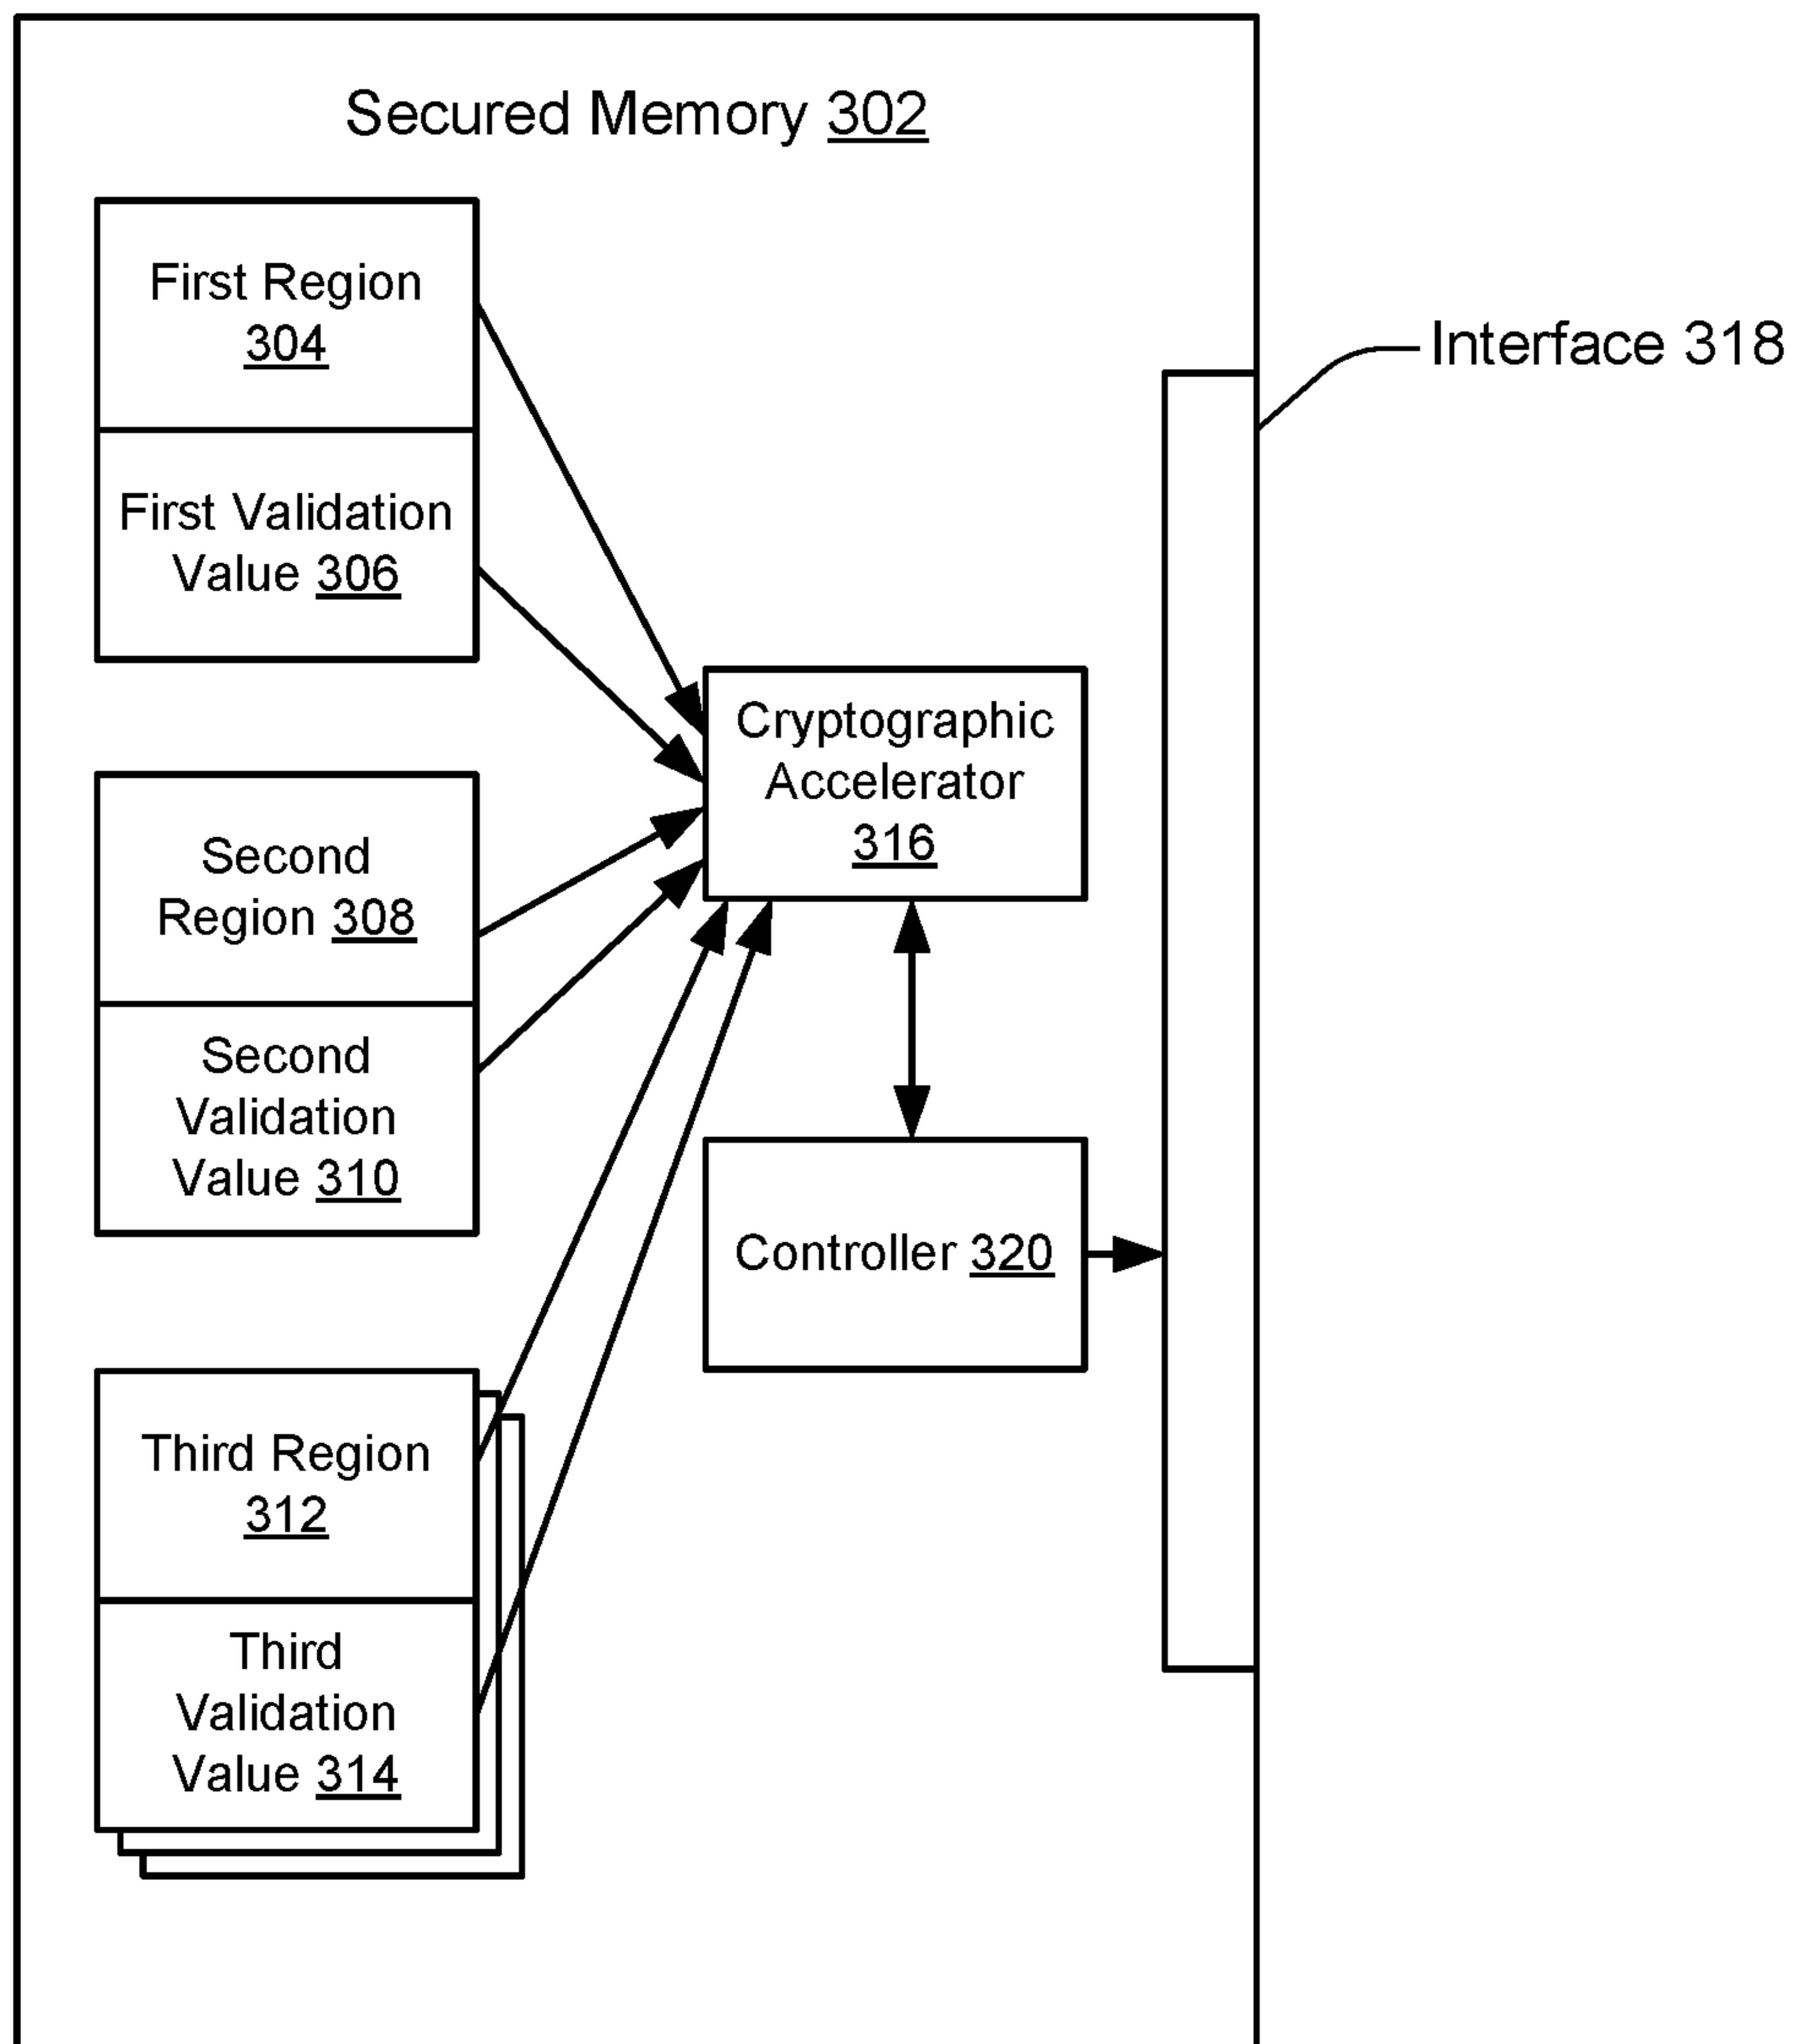 Secured Memory 302
First Region
304
First Validation
Value 306
Second
Region 308
Second
Validation
Value 310
Third Region
312
Third
Validation
Value 314
Cryptographic
Accelerator
316
Controller 320
Interface 318